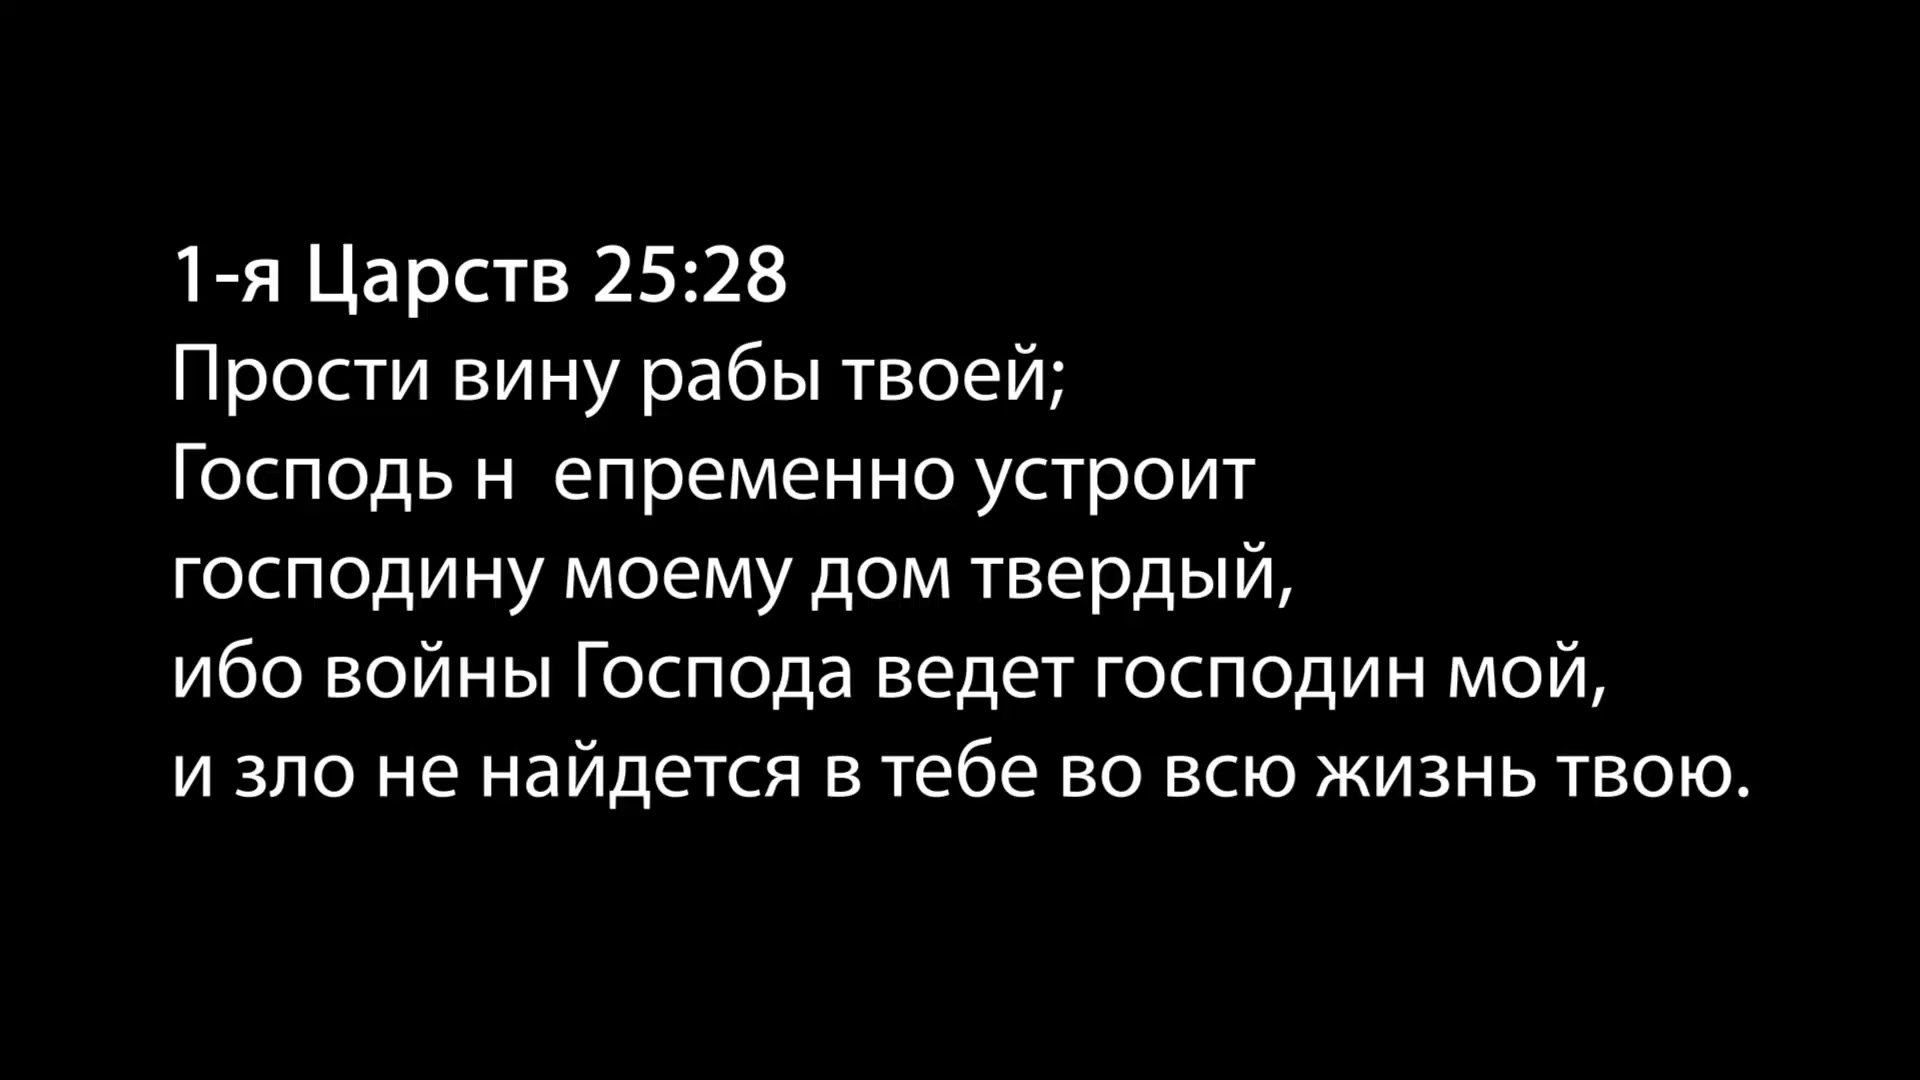 1-я Царств 25:28
Прости вину рабы твоей;
Господь н  епременно устроит
господину моему дом твердый,
ибо войны Господа ведет господин мой,
и зло не найдется в тебе во всю жизнь твою.